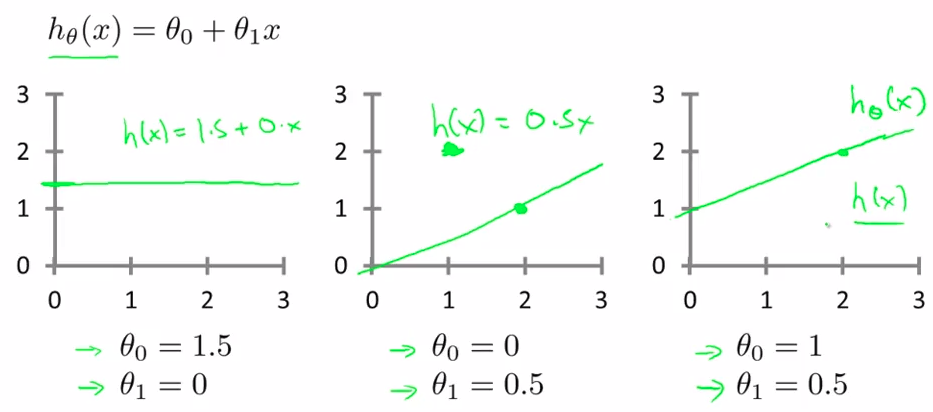 hθ(x) = θ0 + θ1x
3
2
1
0
0 1 2 3
h(x) = 1.5 + 0·x
θ0 = 1.5
θ1 = 0
3
2
1
0
0 1 2 3
h(x) = 0.5x
θ0 = 0
θ1 = 0.5
3
2
1
0
0 1 2 3
hθ(x)
h(x)
θ0 = 1
θ1 = 0.5